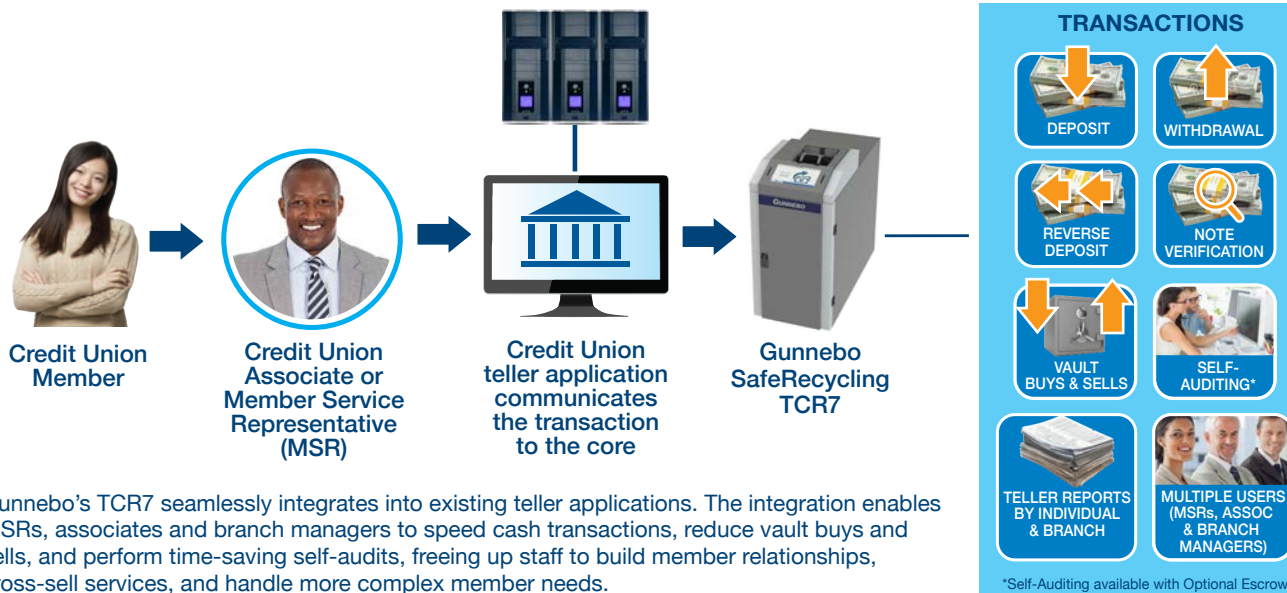 Credit Union
Member
Credit Union
Associate or
Member Service
Representative
(MSR)
Credit Union
teller application
communicates
the transaction
to the core
GUNNEBO
Gunnebo
SafeRecycling
TCR7
unnebo’s TCR7 seamlessly integrates into existing teller applications. The integration enables
SRs, associates and branch managers to speed cash transactions, reduce vault buys and
ells, and perform time-saving self-audits, freeing up staff to build member relationships,
ross-sell services, and handle more complex member needs.
TRANSACTIONS
DEPOSIT
WITHDRAWAL
REVERSE
DEPOSIT
NOTE
VERIFICATION
VAULT
BUYS & SELLS
SELF-
AUDITING*
TELLER REPORTS
BY INDIVIDUAL
& BRANCH
MULTIPLE USERS
(MSRs, ASSOC
& BRANCH
MANAGERS)
*Self-Auditing available with Optional Escrow